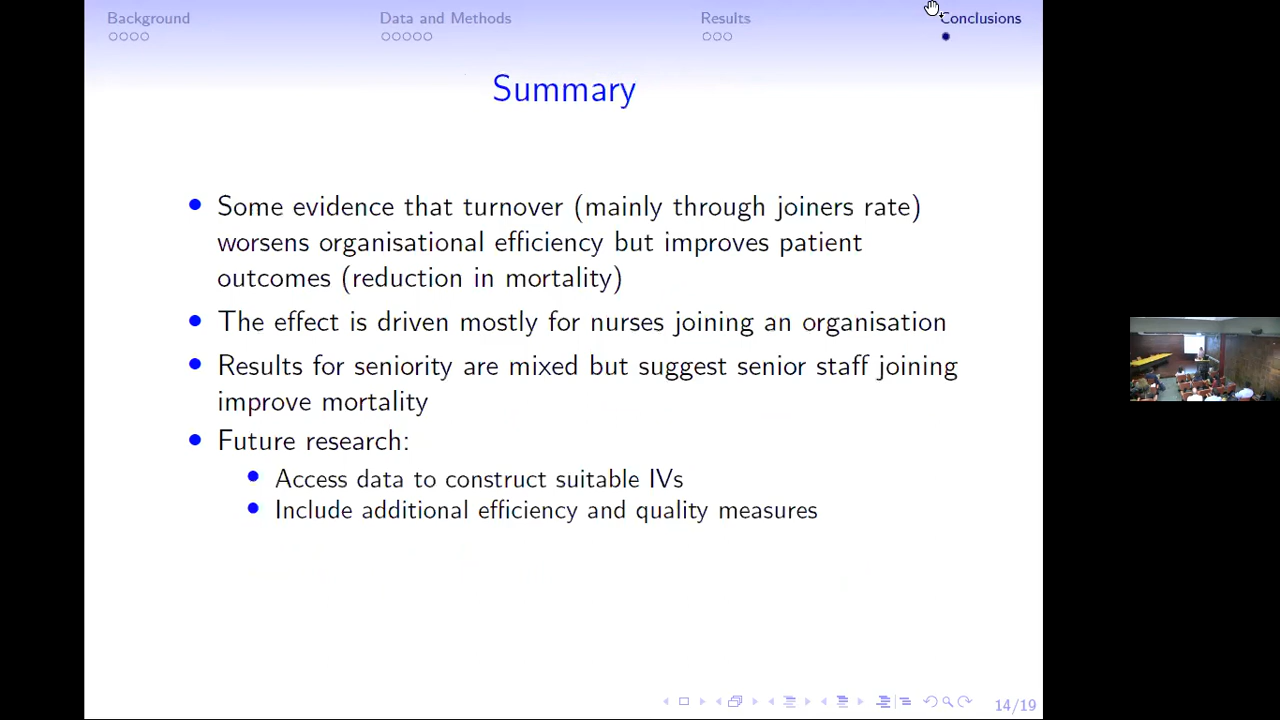 Background Data and Methods Results Conclusions
Summary
Some evidence that turnover (mainly through joiners rate)
worsens organisational efficiency but improves patient
outcomes (reduction in mortality)
The effect is driven mostly for nurses joining an organisation
Results for seniority are mixed but suggest senior staff joining
improve mortality
Future research:
Access data to construct suitable IVs
Include additional efficiency and quality measures
14/19